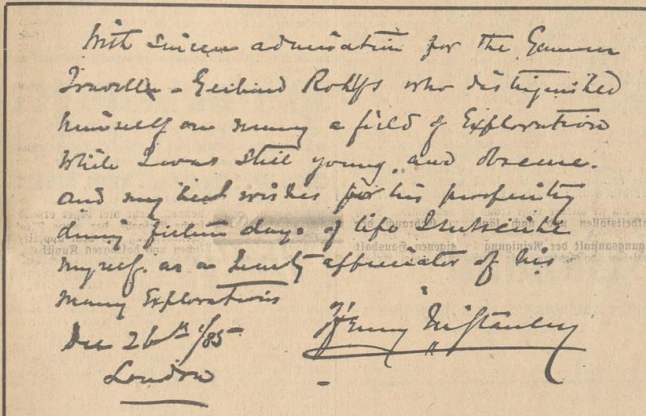 With sincere admiration for the German
Traveller - Gerhard Rohlfs who distinguished
himself on many a field of Exploration
while I was still young, and obscure.
and my best wishes for his prosperity
during future days of life I subscribe
myself, as a hearty appreciator of his
many Explorations
Henry M Stanley
Dec 26th /85
London